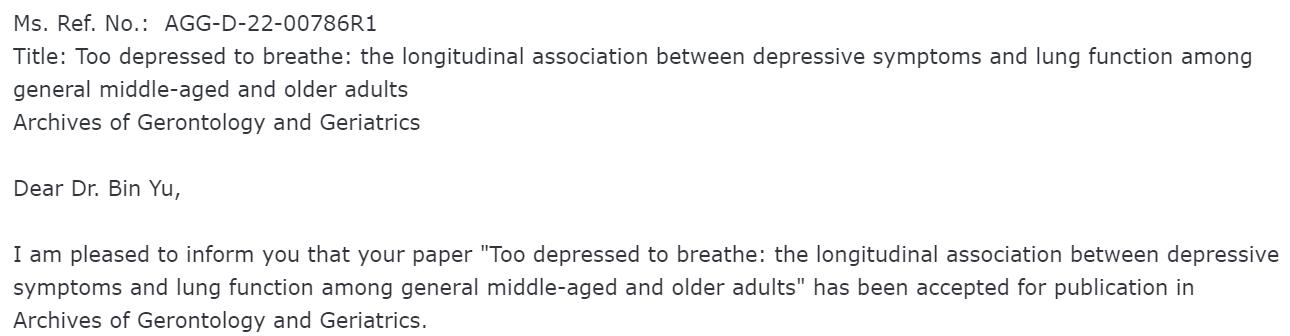 Ms. Ref. No.:  AGG-D-22-00786R1
Title: Too depressed to breathe: the longitudinal association between depressive symptoms and lung function among
general middle-aged and older adults
Archives of Gerontology and Geriatrics
Dear Dr. Bin Yu,
I am pleased to inform you that your paper "Too depressed to breathe: the longitudinal association between depressive
symptoms and lung function among general middle-aged and older adults" has been accepted for publication in
Archives of Gerontology and Geriatrics.